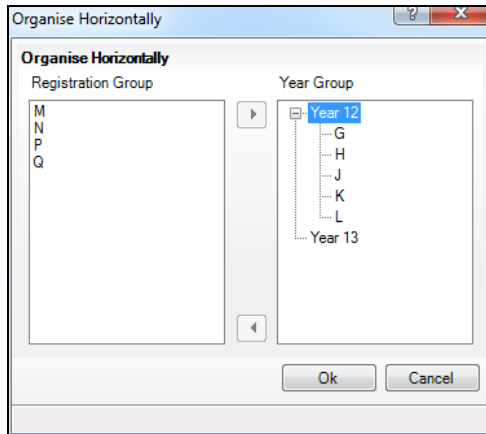 Organise Horizontally
?
Organise Horizontally
Registration Group
M
N
P
Q
Year Group
Year 12
G
H
J
K
L
Year 13
Ok
Cancel